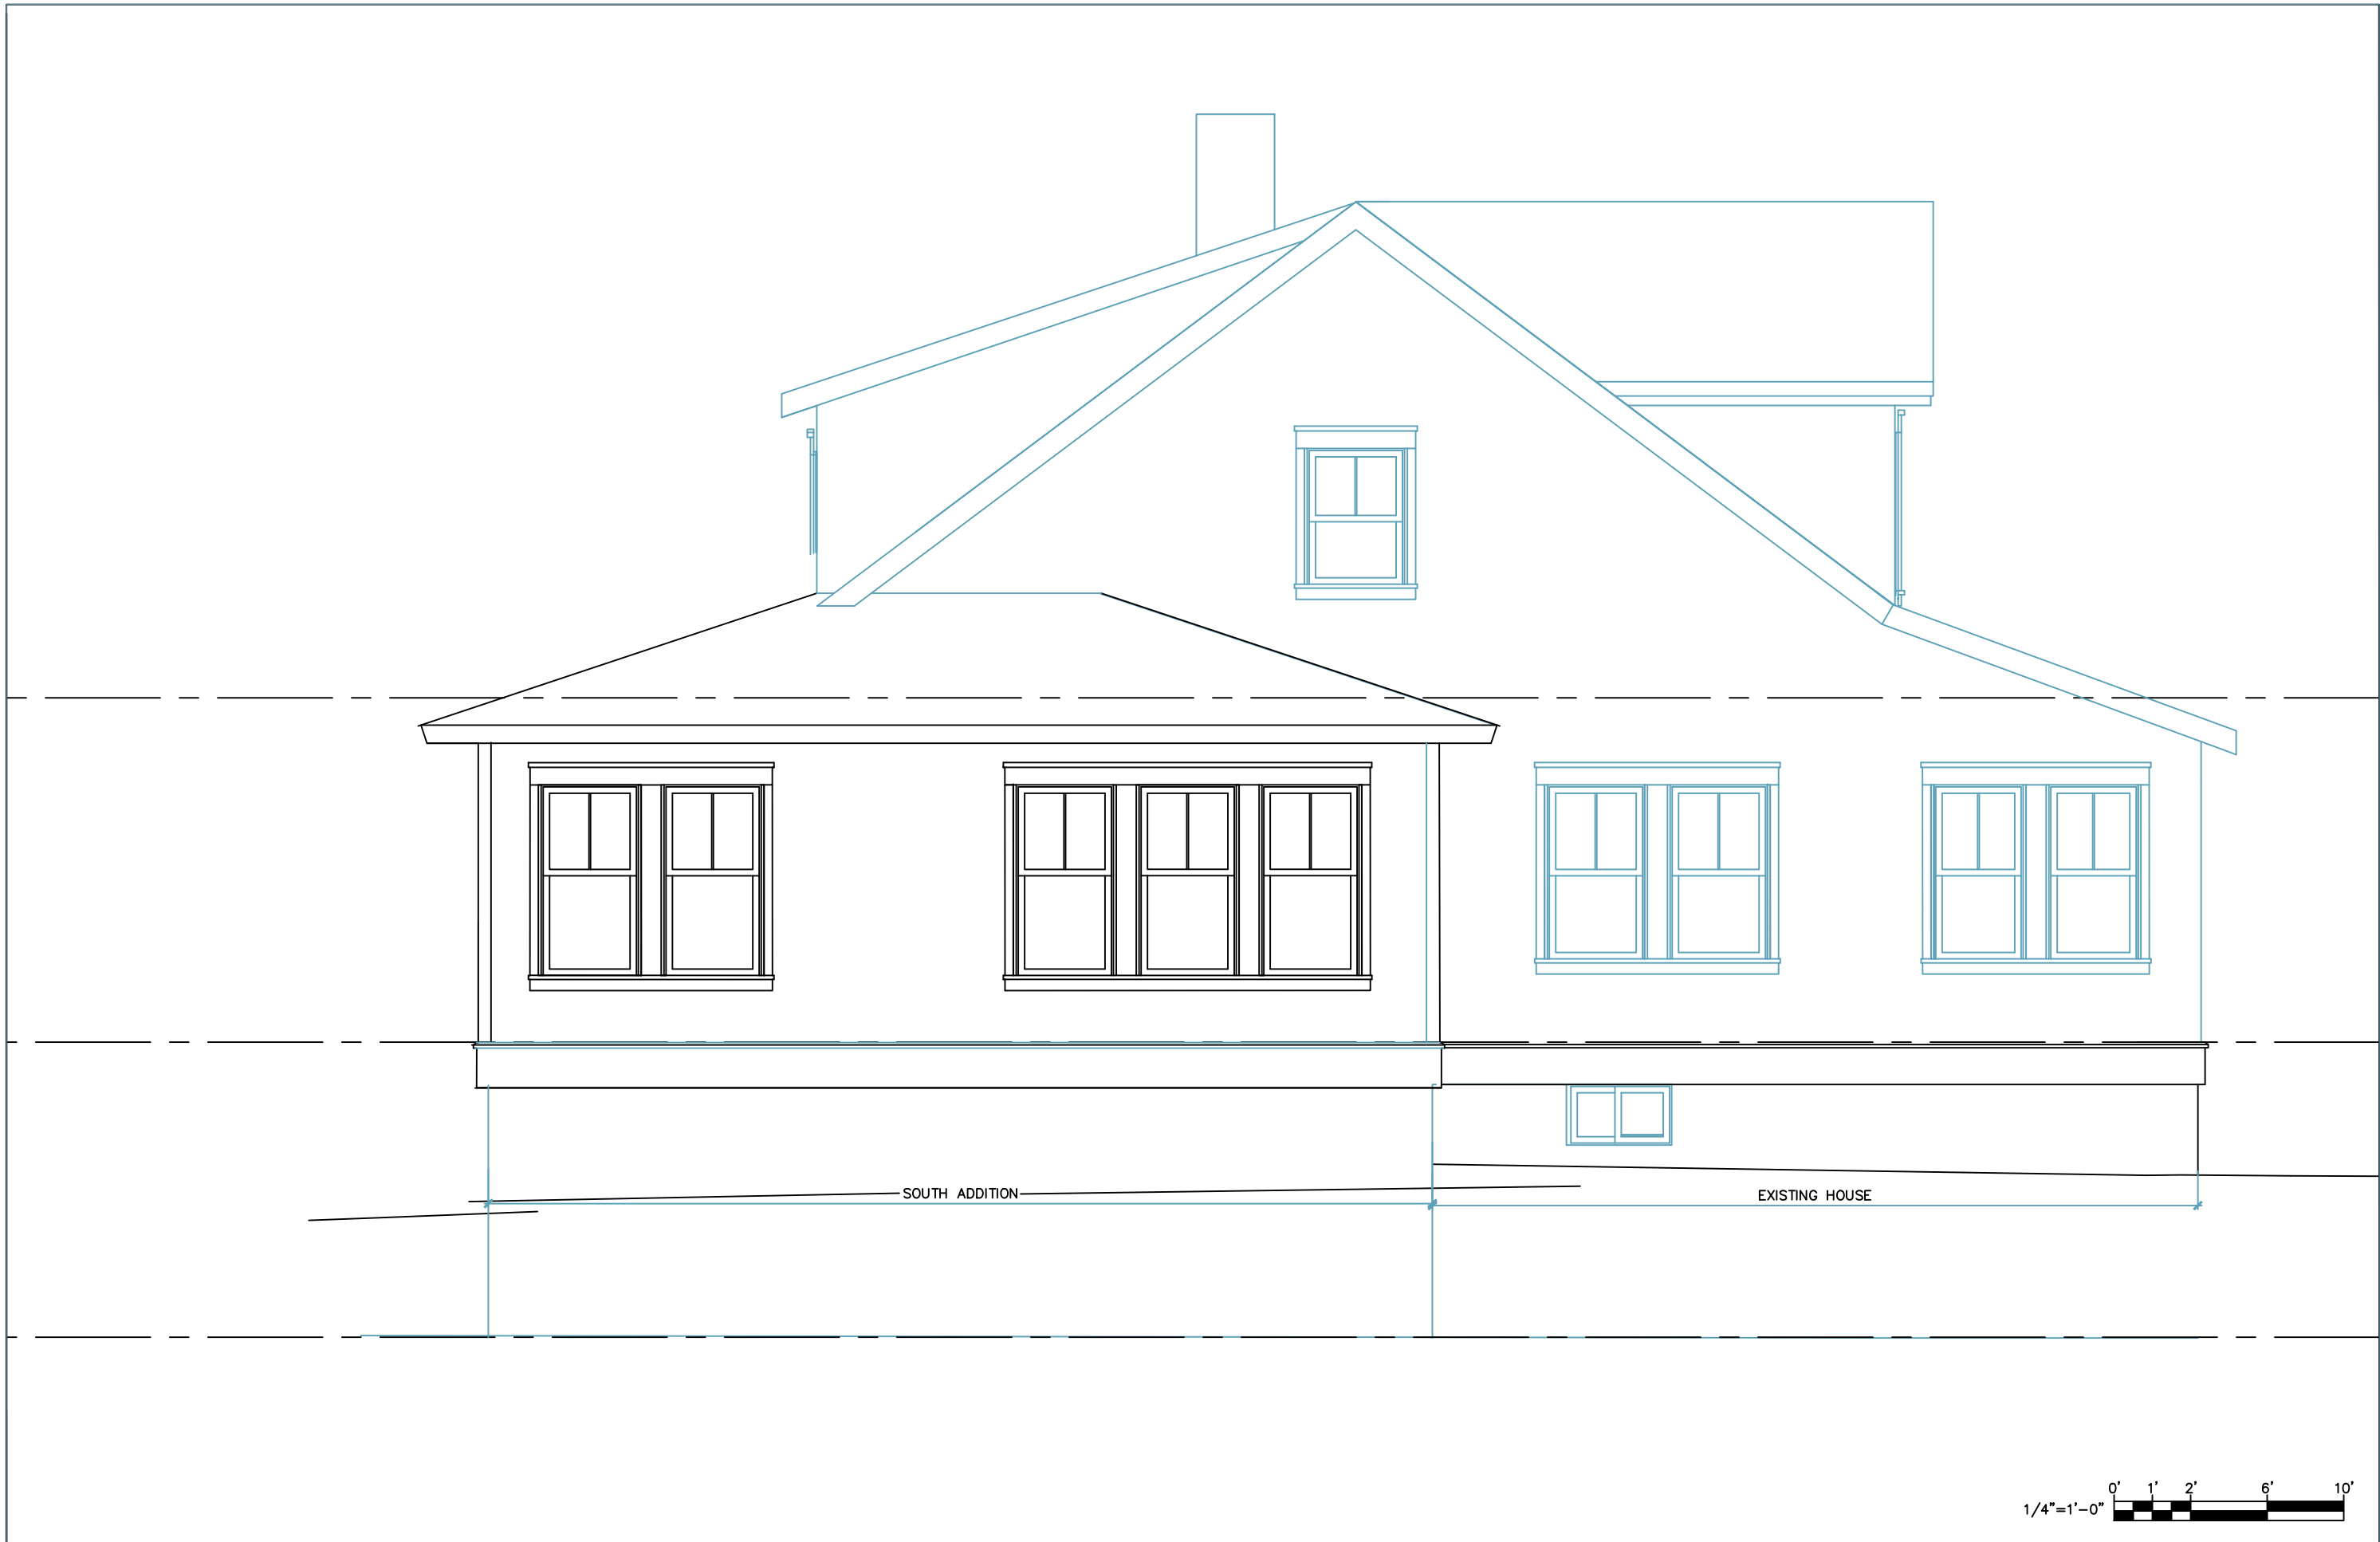 SOUTH ADDITION
EXISTING HOUSE
0' 1' 2' 6' 10'
1/4"=1'-0"